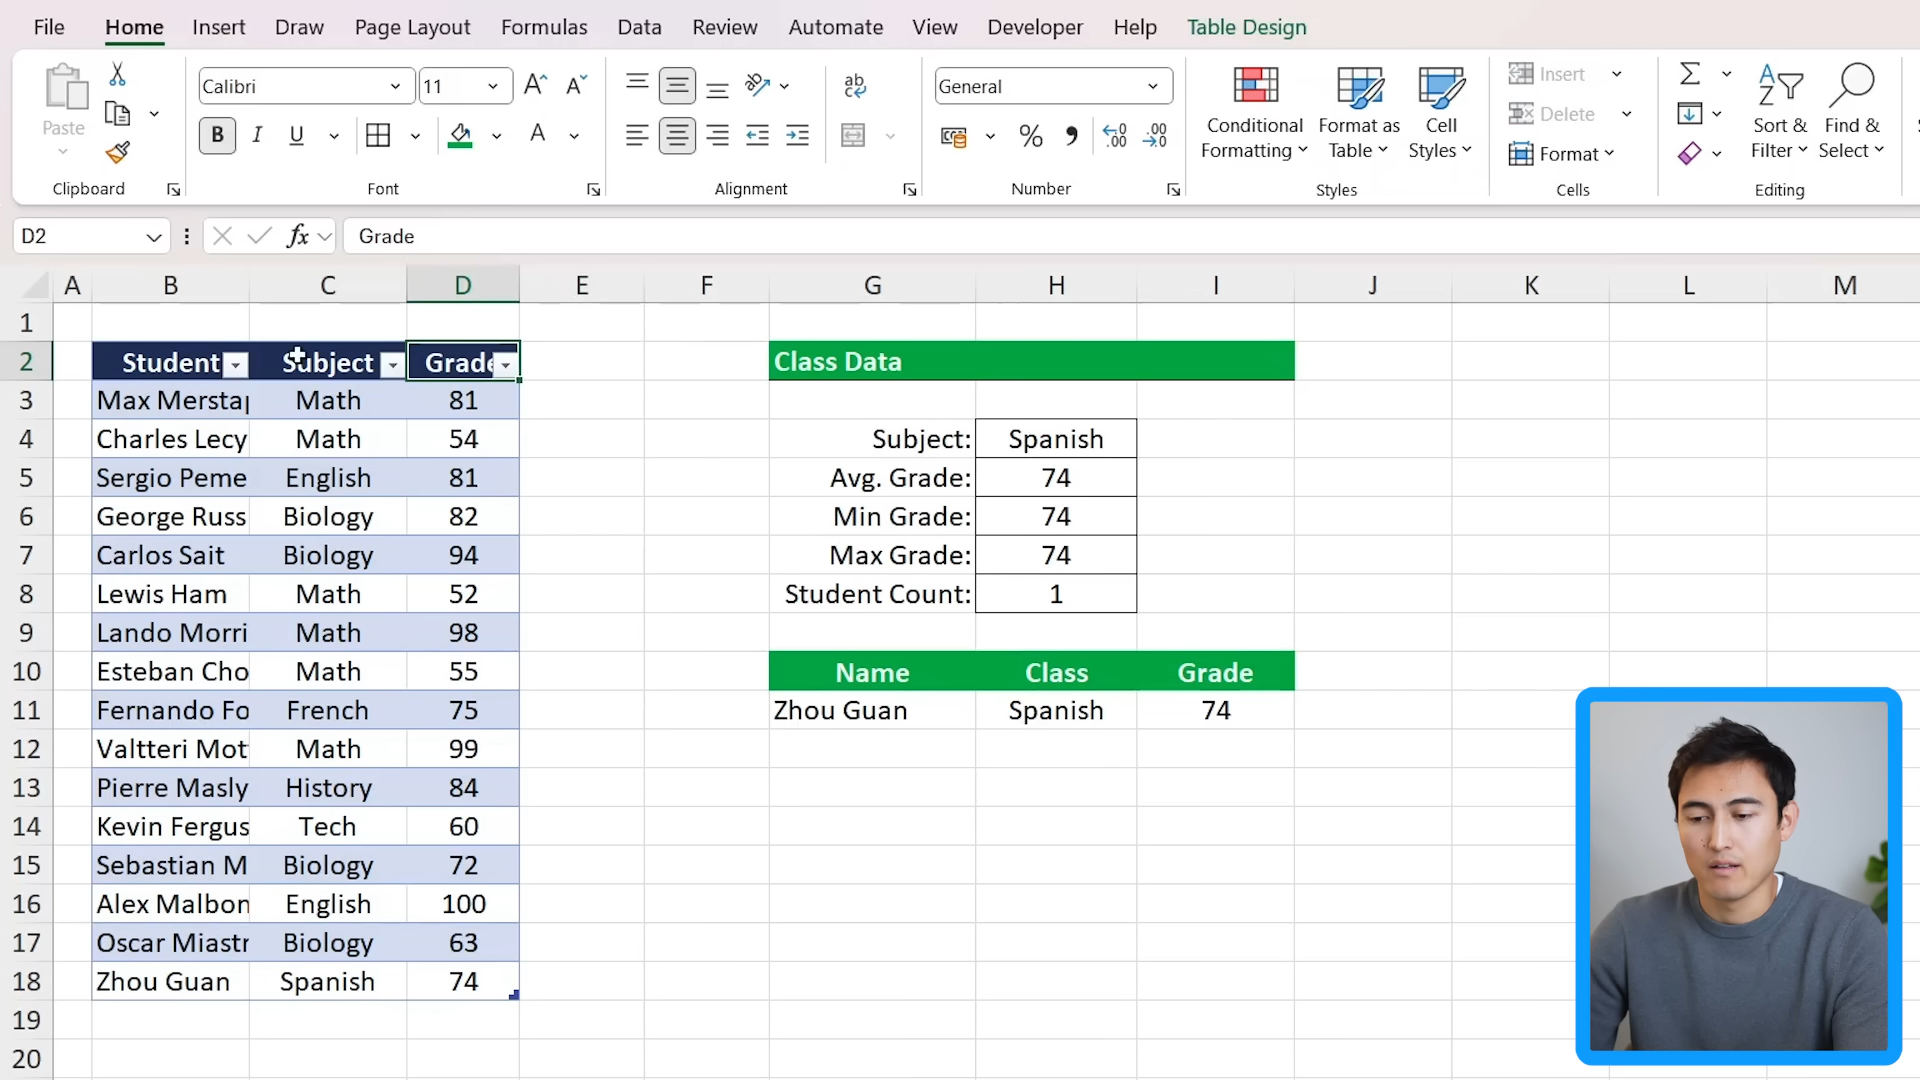 File Home Insert Draw Page Layout Formulas Data Review Automate View Developer Help Table Design
Paste
Calibri 11
B I U A
ab
General
% 9 .00
Conditional Formatting
Format as Table
Cell Styles
Insert
Delete
Format
Sort & Filter
Find & Select
Clipboard Font Alignment Number Styles Cells Editing
D2 fx Grade
A B C D E F G H I J K L M
1
2 Student Subject Grade Class Data
3 Max Mersta Math 81
4 Charles Lecy Math 54 Subject: Spanish
5 Sergio Peme English 81 Avg. Grade: 74
6 George Russ Biology 82 Min Grade: 74
7 Carlos Sait Biology 94 Max Grade: 74
8 Lewis Ham Math 52 Student Count: 1
9 Lando Morri Math 98
10 Esteban Cho Math 55 Name Class Grade
11 Fernando Fo French 75 Zhou Guan Spanish 74
12 Valtteri Mot Math 99
13 Pierre Masly History 84
14 Kevin Fergus Tech 60
15 Sebastian M Biology 72
16 Alex Malbon English 100
17 Oscar Miastr Biology 63
18 Zhou Guan Spanish 74
19
20